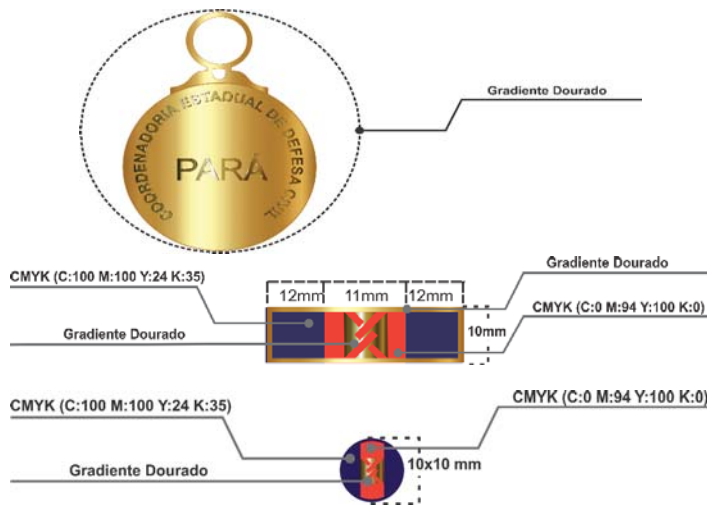 Gradiente Dourado
COORDENADORIA ESTADUAL DE DEFESA CIVIL
PARÁ
Gradiente Dourado
CMYK (C:100 M:100 Y:24 K:35)
12mm 11mm 12mm
CMYK (C:0 M:94 Y:100 K:0)
10mm
Gradiente Dourado
CMYK (C:100 M:100 Y:24 K:35)
CMYK (C:0 M:94 Y:100 K:0)
10x10 mm
Gradiente Dourado